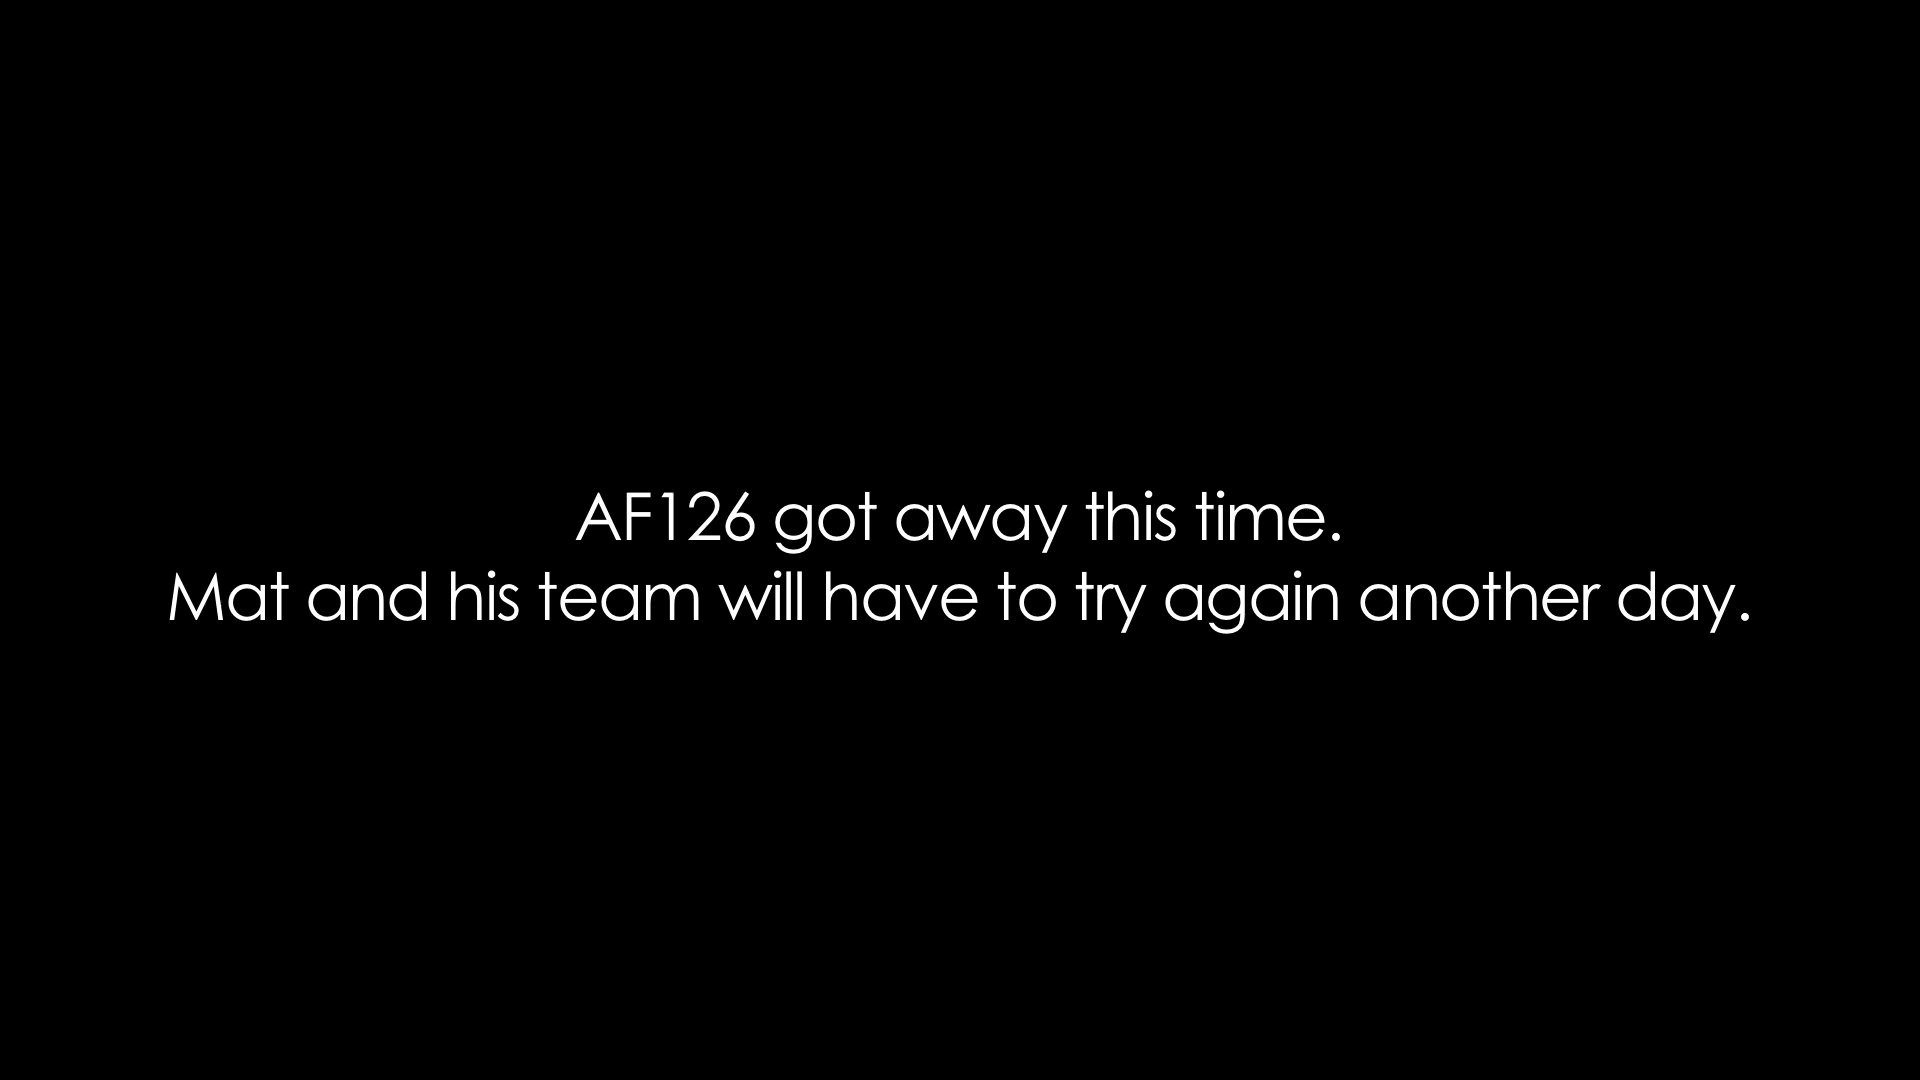 AF126 got away this time.
Mat and his team will have to try again another day.